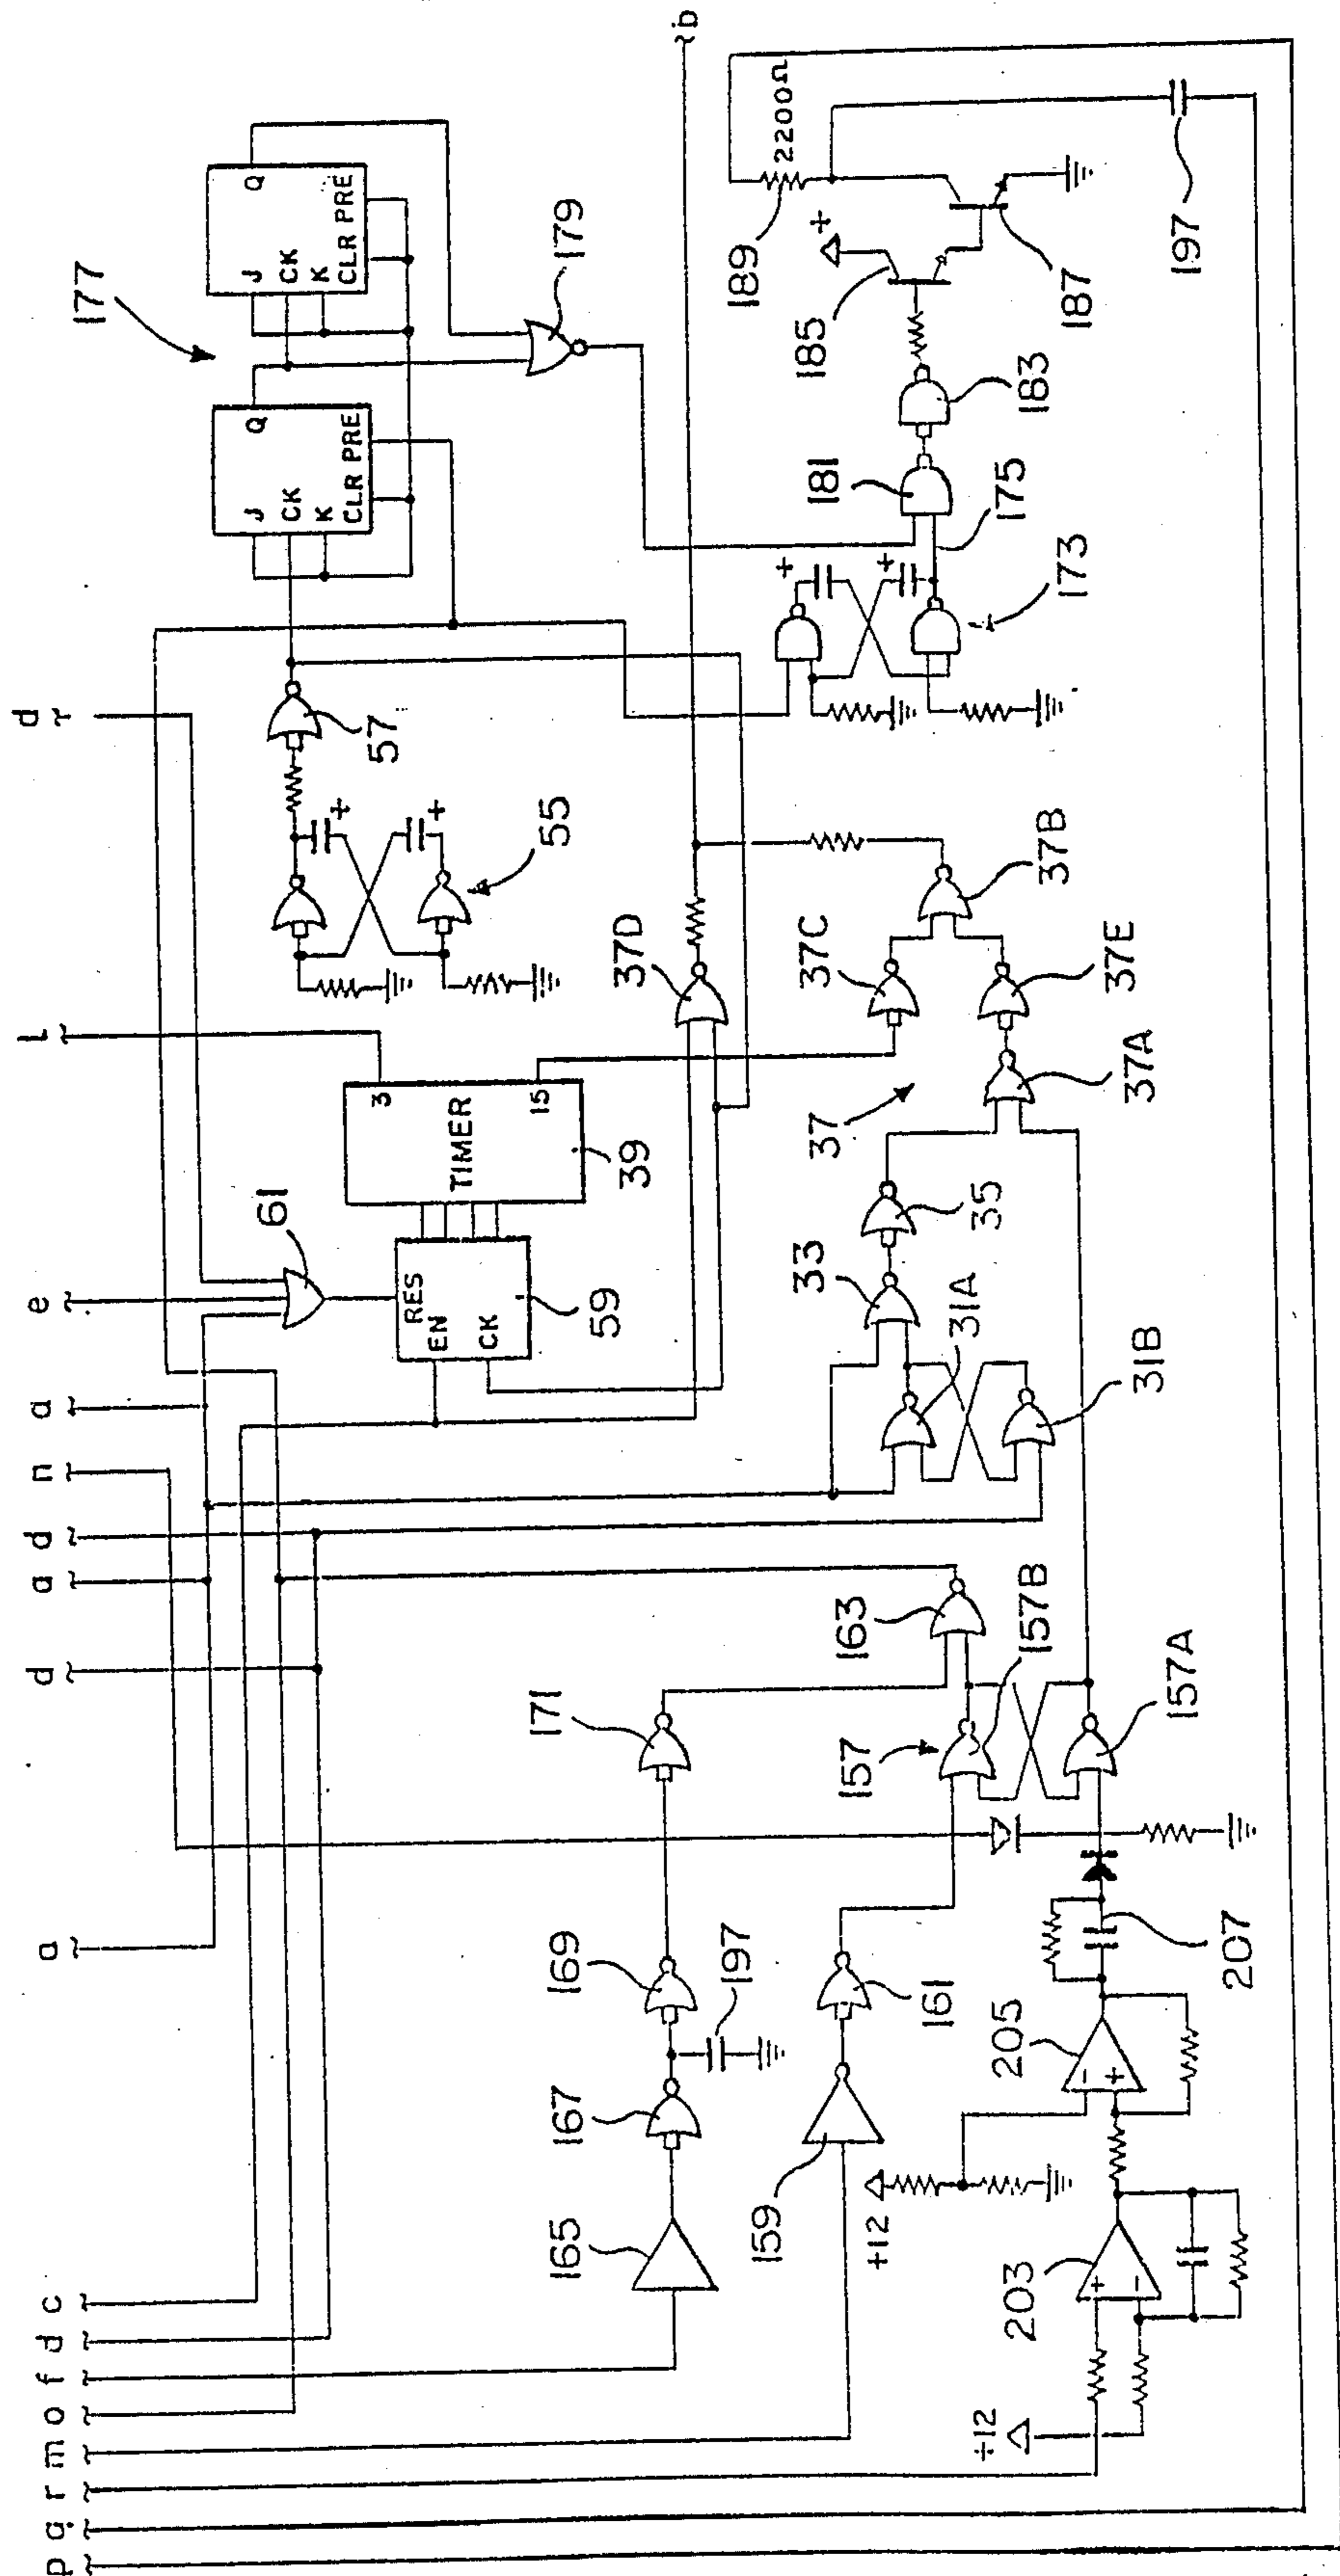 p
q
r
m
o
f
d
c
a
d
a
d
n
a
e
L
d
177
61
J
CK
K
Q
CLR PRE
J
CK
K
Q
CLR PRE
3
TIMER
15
RES
EN
CK
57
+
+
55
59
39
179
37D
b
165
167
169
197
171
159
161
157
163
157B
33
35
31A
31B
37
37C
37B
37A
37E
+
+
173
175
181
183
185
+
189
2200Ω
187
197
+12
+12
203
+
-
205
-
+
207
157A